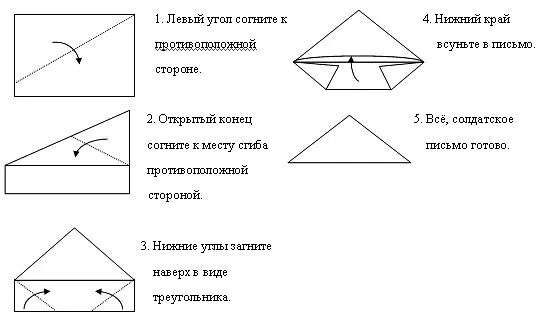 1. Левый угол согните к
противоположной
стороне.
2. Открытый конец
согните к месту сгиба
противоположной
стороной.
3. Нижние углы загните
наверх в виде
треугольника.
4. Нижний край
всуньте в письмо.
5. Всё, солдатское
письмо готово.